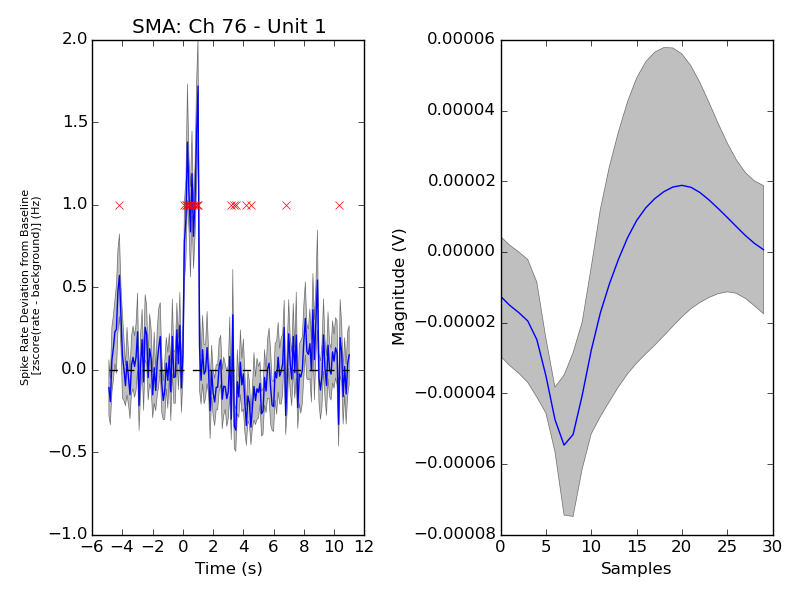 SMA: Ch 76 - Unit 1
2.0
1.5
1.0
0.5
0.0
−0.5
−1.0
−6 −4 −2 0 2 4 6 8 10 12
Time (s)
Spike Rate Deviation from Baseline
[zscore(rate - background)] (Hz)
0.00006
0.00004
0.00002
0.00000
−0.00002
−0.00004
−0.00006
−0.00008
0 5 10 15 20 25 30
Samples
Magnitude (V)